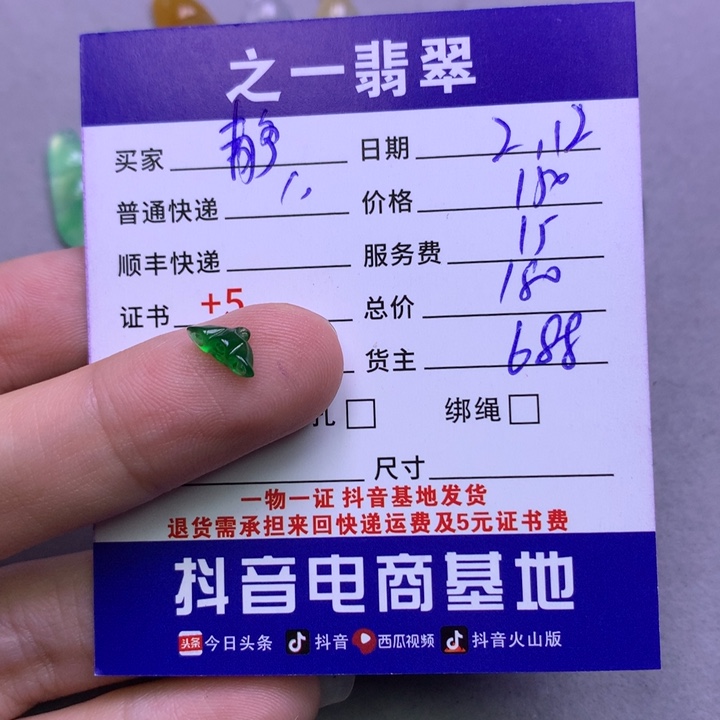 之一翡翠
买家 静 日期 2.12
普通快递 价格 180
顺丰快递 服务费 15
证书 +5 总价 180
货主 688
孔 绑绳
尺寸
一物一证 抖音基地发货
退货需承担来回快递运费及5元证书费
抖音电商基地
头条 今日头条 抖音 西瓜视频 抖音火山版